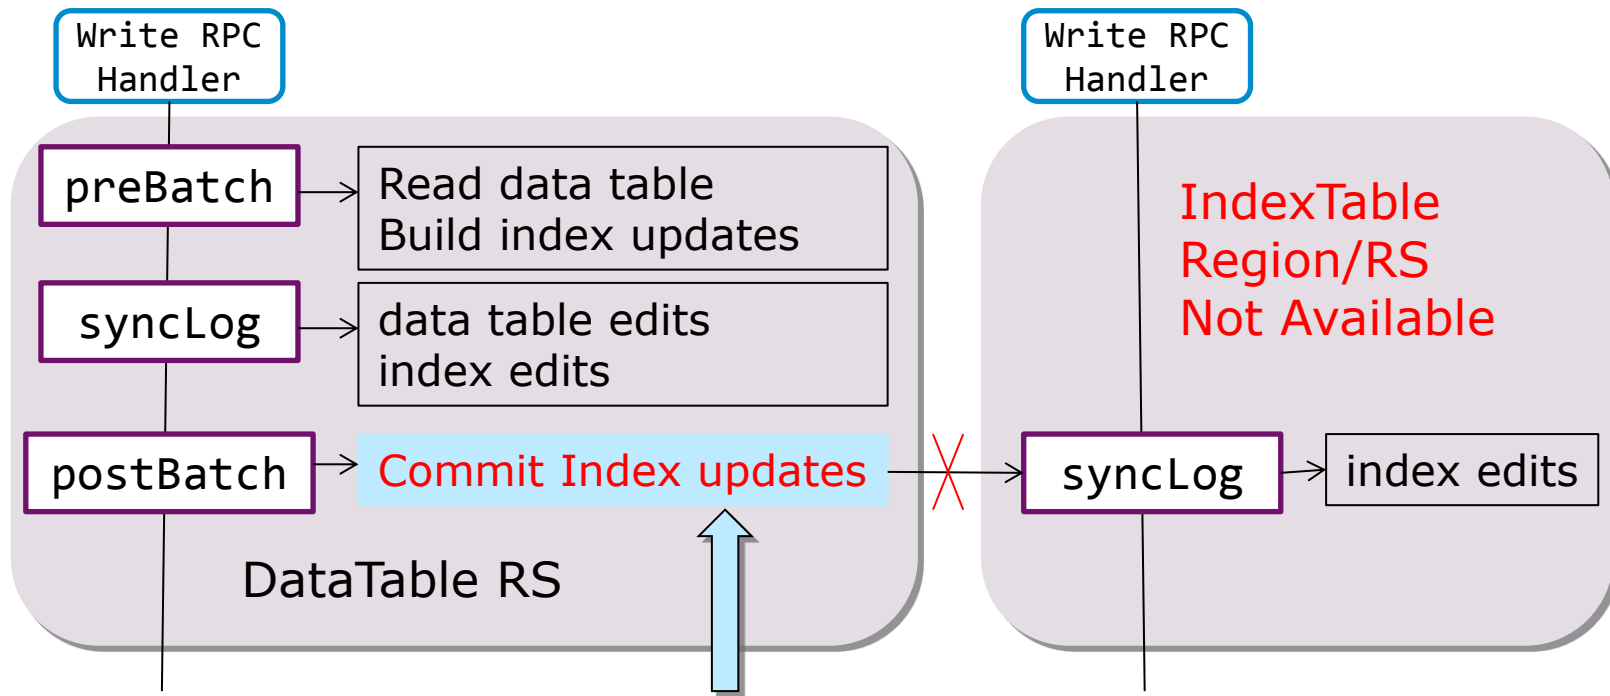 Write RPC
Handler
preBatch
Read data table
Build index updates
syncLog
data table edits
index edits
postBatch
Commit Index updates
DataTable RS
Write RPC
Handler
IndexTable
Region/RS
Not Available
syncLog
index edits